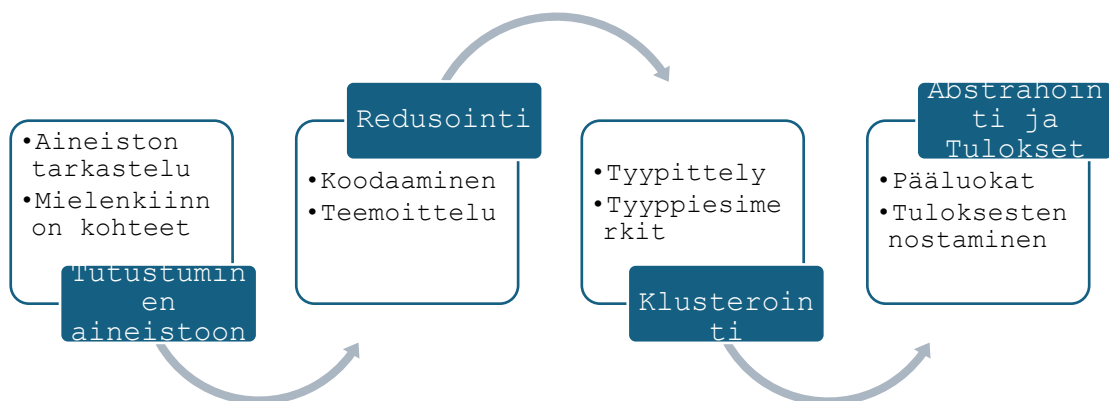 •Aineiston
tarkastelu
•Mielenkiinn
on kohteet
Tutustumin
en
aineistoon
Redusointi
•Koodaaminen
•Teemoittelu
•Tyypittely
•Tyyppiesime
rkit
Klusteroin
ti
Abstrahoin
ti ja
Tulokset
•Pääluokat
•Tuloksesten
nostaminen